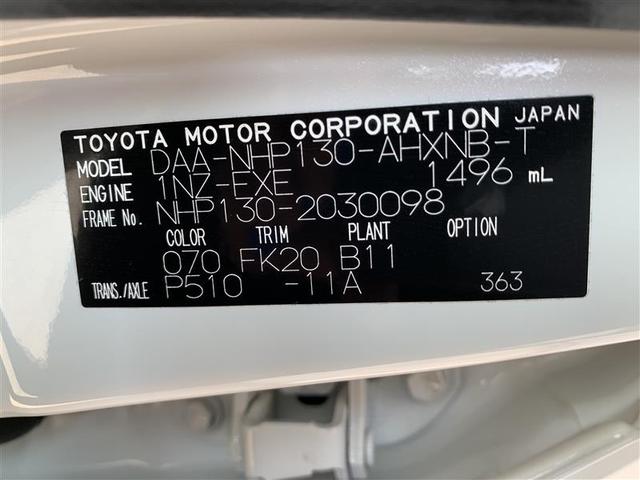 TOYOTA MOTOR CORPORATION JAPAN
MODEL DAA-NHP130-AHXNB-T
ENGINE 1NZ-EXE 1496 mL
FRAME No. NHP130-2030098
COLOR TRIM PLANT OPTION
070 FK20 B11
TRANS./AXLE P510 -11A 363